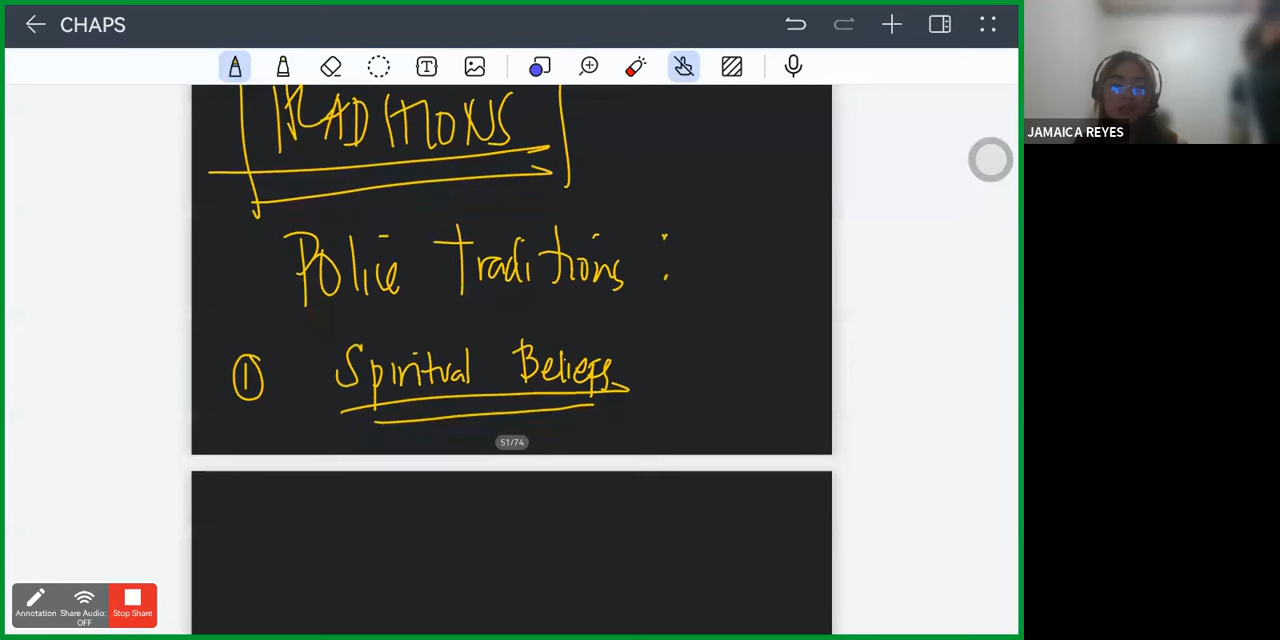 CHAPS
JAMAICA REYES
TRADITIONS
Police Traditions :
① Spiritual Beliefs
51/74
Annotation
Share Audio: OFF
Stop Share